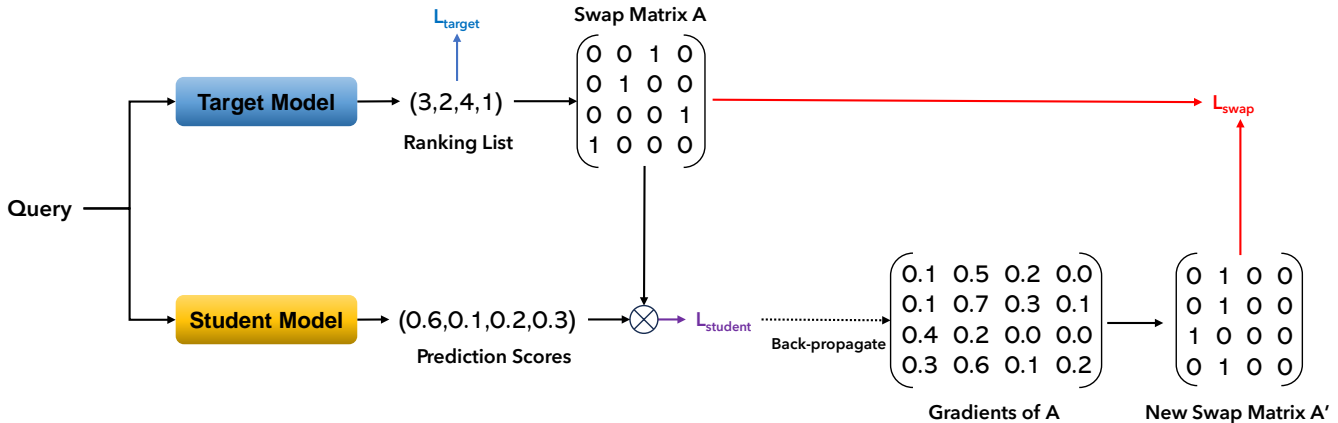 L_target
Swap Matrix A
0 0 1 0
0 1 0 0
0 0 0 1
1 0 0 0
Target Model
(3,2,4,1)
Ranking List
L_swap
Query
Student Model
(0.6,0.1,0.2,0.3)
Prediction Scores
L_student
Back-propagate
0.1 0.5 0.2 0.0
0.1 0.7 0.3 0.1
0.4 0.2 0.0 0.0
0.3 0.6 0.1 0.2
Gradients of A
0 1 0 0
0 1 0 0
1 0 0 0
0 1 0 0
New Swap Matrix A’